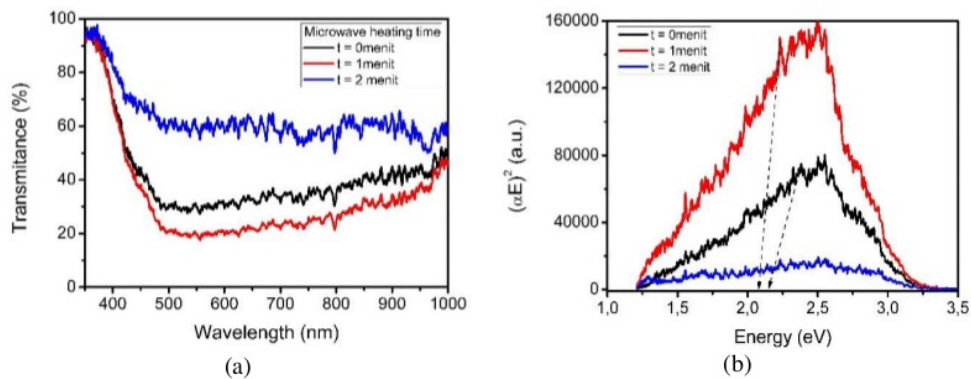 100
80
60
40
20
0
Transmitance (%)
Microwave heating time
t = 0menit
t = 1menit
t = 2 menit
400 500 600 700 800 900 1000
Wavelength (nm)
(a)
160000
120000
80000
40000
0
(αE)² (a.u.)
t = 0menit
t = 1menit
t = 2 menit
1,0 1,5 2,0 2,5 3,0 3,5
Energy (eV)
(b)